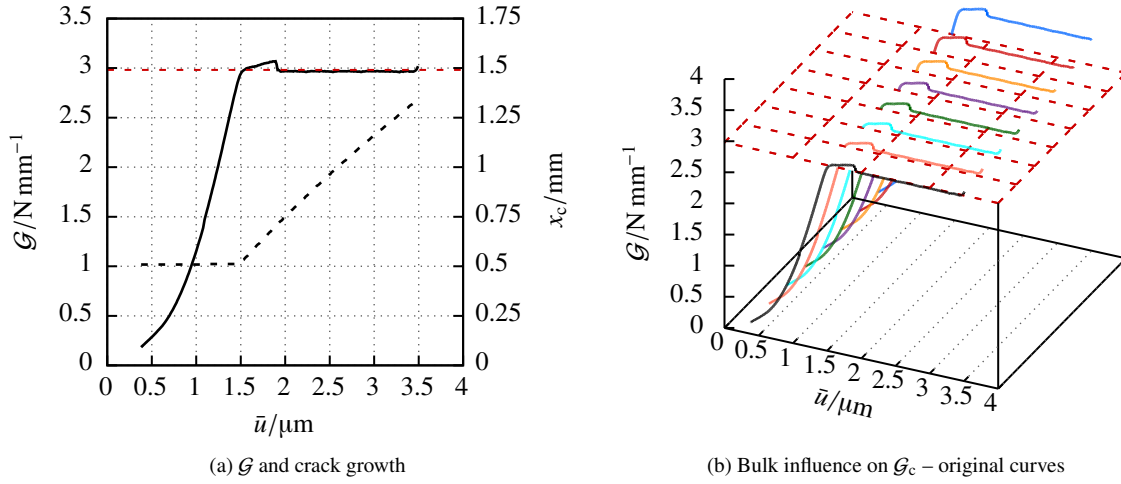 3.5
3
2.5
2
1.5
1
0.5
0
𝒢/N mm⁻¹
0 0.5 1 1.5 2 2.5 3 3.5 4
ū/μm
1.75
1.5
1.25
1
0.75
0.5
0.25
0
x_c/mm
(a) 𝒢 and crack growth
4
3.5
3
2.5
2
1.5
1
0.5
0
𝒢/N mm⁻¹
0 0.5 1 1.5 2 2.5 3 3.5 4
ū/μm
(b) Bulk influence on 𝒢_c – original curves